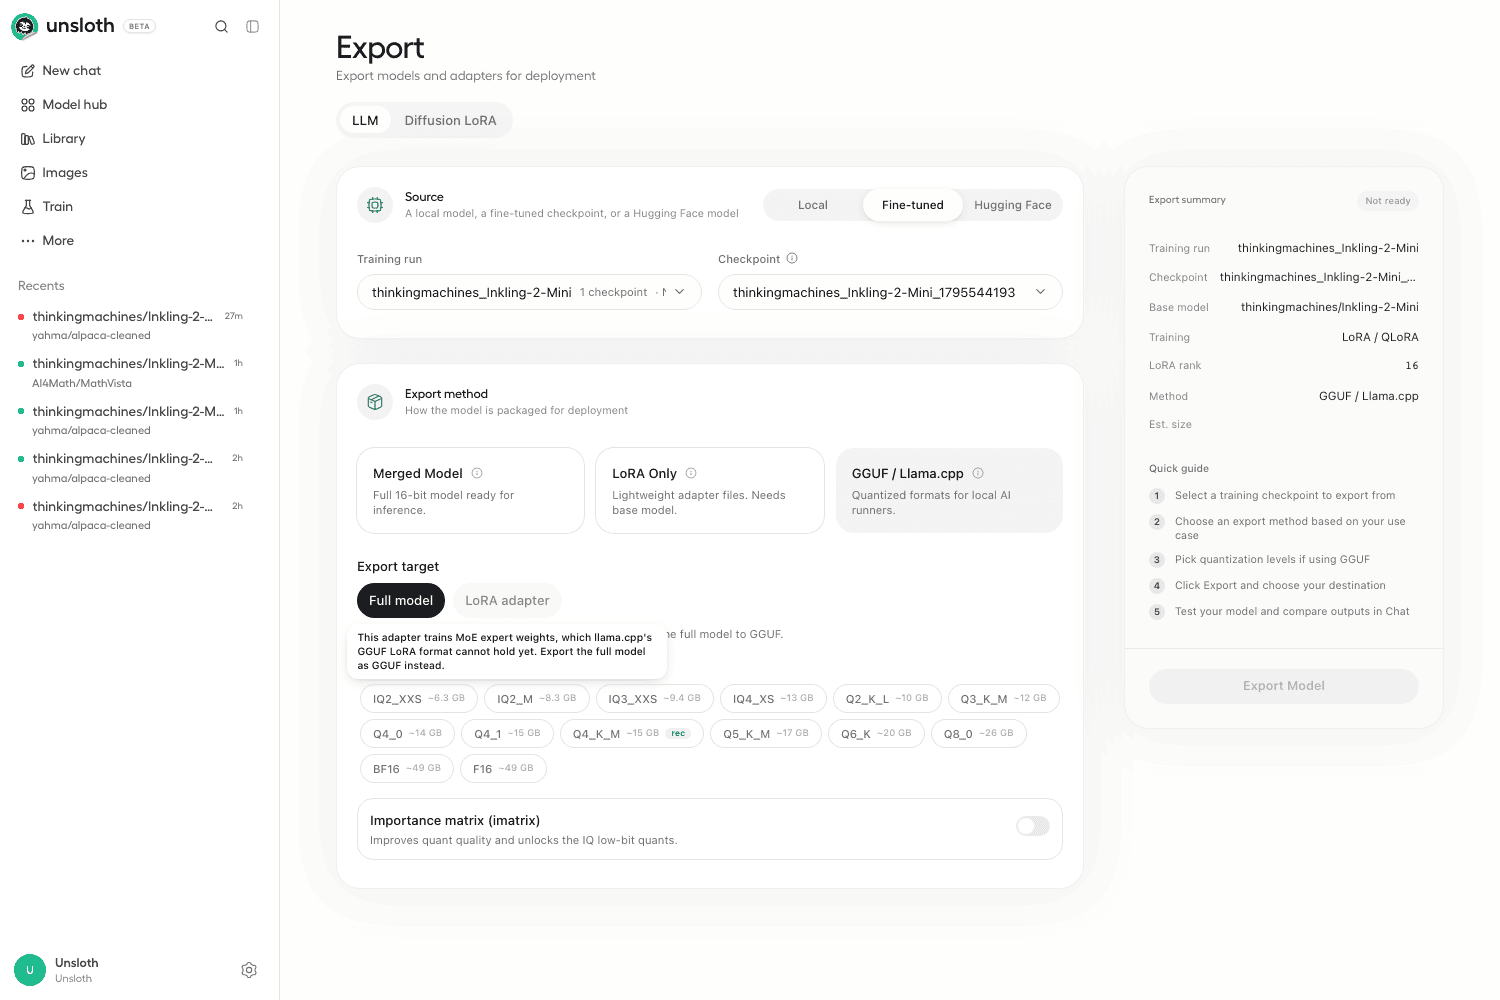 unsloth BETA
New chat
Model hub
Library
Images
Train
More
Recents
thinkingmachines/Inkling-2-... 27m
yahma/alpaca-cleaned
thinkingmachines/Inkling-2-M... 1h
AI4Math/MathVista
thinkingmachines/Inkling-2-M... 1h
yahma/alpaca-cleaned
thinkingmachines/Inkling-2-... 2h
yahma/alpaca-cleaned
thinkingmachines/Inkling-2-... 2h
yahma/alpaca-cleaned
U
Unsloth
Unsloth
Export
Export models and adapters for deployment
LLM Diffusion LoRA
Source
A local model, a fine-tuned checkpoint, or a Hugging Face model
Local Fine-tuned Hugging Face
Training run
thinkingmachines_Inkling-2-Mini 1 checkpoint ·
Checkpoint
thinkingmachines_Inkling-2-Mini_1795544193
Export method
How the model is packaged for deployment
Merged Model
Full 16-bit model ready for
inference.
LoRA Only
Lightweight adapter files. Needs
base model.
GGUF / Llama.cpp
Quantized formats for local AI
runners.
Export target
Full model LoRA adapter
full model to GGUF.
This adapter trains MoE expert weights, which llama.cpp's
GGUF LoRA format cannot hold yet. Export the full model
as GGUF instead.
IQ2_XXS ~6.3 GB IQ2_M ~8.3 GB IQ3_XXS ~9.4 GB IQ4_XS ~13 GB Q2_K_L ~10 GB Q3_K_M ~12 GB
Q4_0 ~14 GB Q4_1 ~15 GB Q4_K_M ~15 GB rec Q5_K_M ~17 GB Q6_K ~20 GB Q8_0 ~26 GB
BF16 ~49 GB F16 ~49 GB
Importance matrix (imatrix)
Improves quant quality and unlocks the IQ low-bit quants.
Export summary Not ready
Training run thinkingmachines_Inkling-2-Mini
Checkpoint thinkingmachines_Inkling-2-Mini_...
Base model thinkingmachines/Inkling-2-Mini
Training LoRA / QLoRA
LoRA rank 16
Method GGUF / Llama.cpp
Est. size
Quick guide
1 Select a training checkpoint to export from
2 Choose an export method based on your use
case
3 Pick quantization levels if using GGUF
4 Click Export and choose your destination
5 Test your model and compare outputs in Chat
Export Model